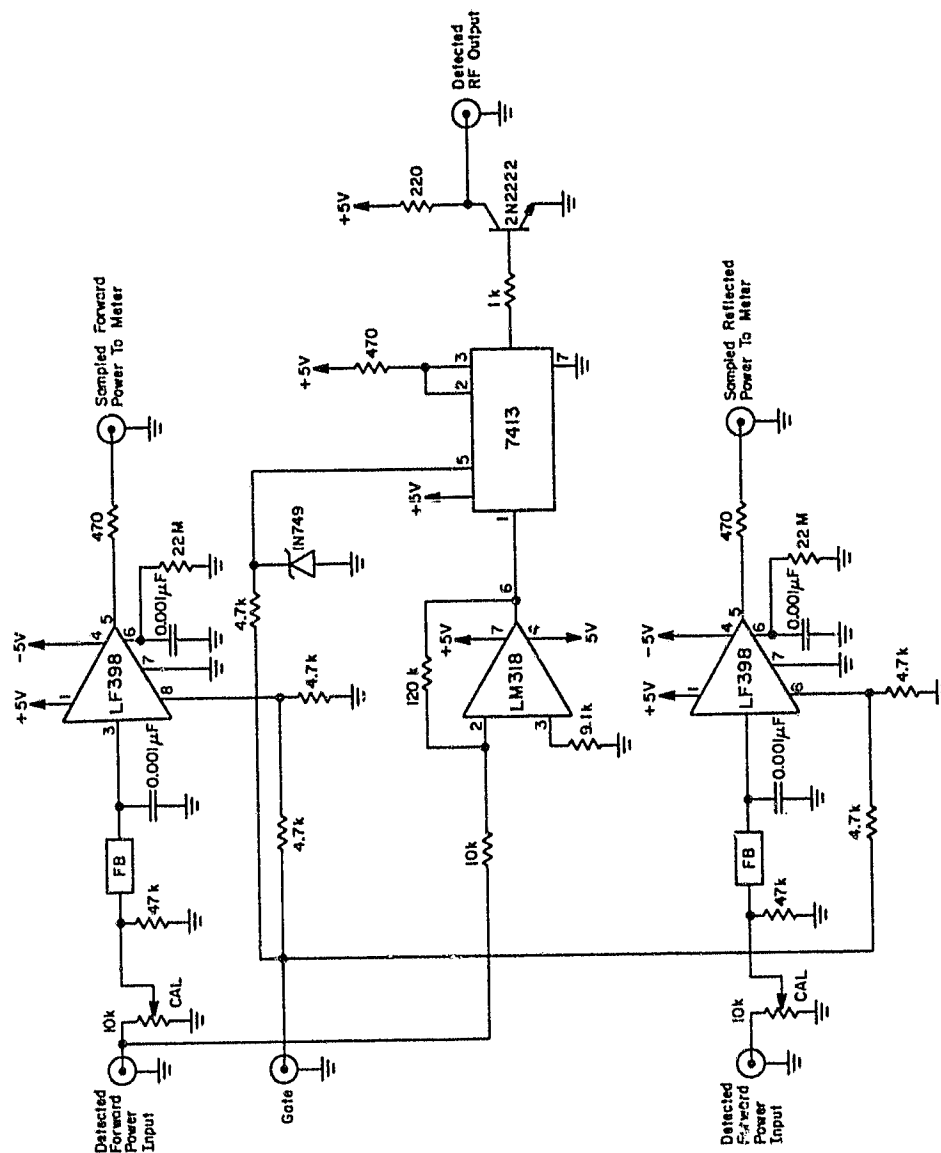 Detected
Forward
Power
Input
10k
CAL
47k
FB
0.001µF
3
+5V
1
LF398
8
7
-5V
4
5
6
0.001µF
22M
470
Sampled Forward
Power To Meter
Gate
4.7k
4.7k
4.7k
1N749
10k
120k
2
3
9.1k
LM318
+5V
7
4
5V
6
1
+15V
5
7413
2
3
7
+5V
470
1k
2N2222
+5V
220
Detected
RF Output
Detected
Forward
Power
Input
10k
CAL
47k
FB
0.001µF
+5V
1
LF398
6
7
-5V
4
5
6
0.001µF
22M
470
Sampled Reflected
Power To Meter
4.7k
4.7k